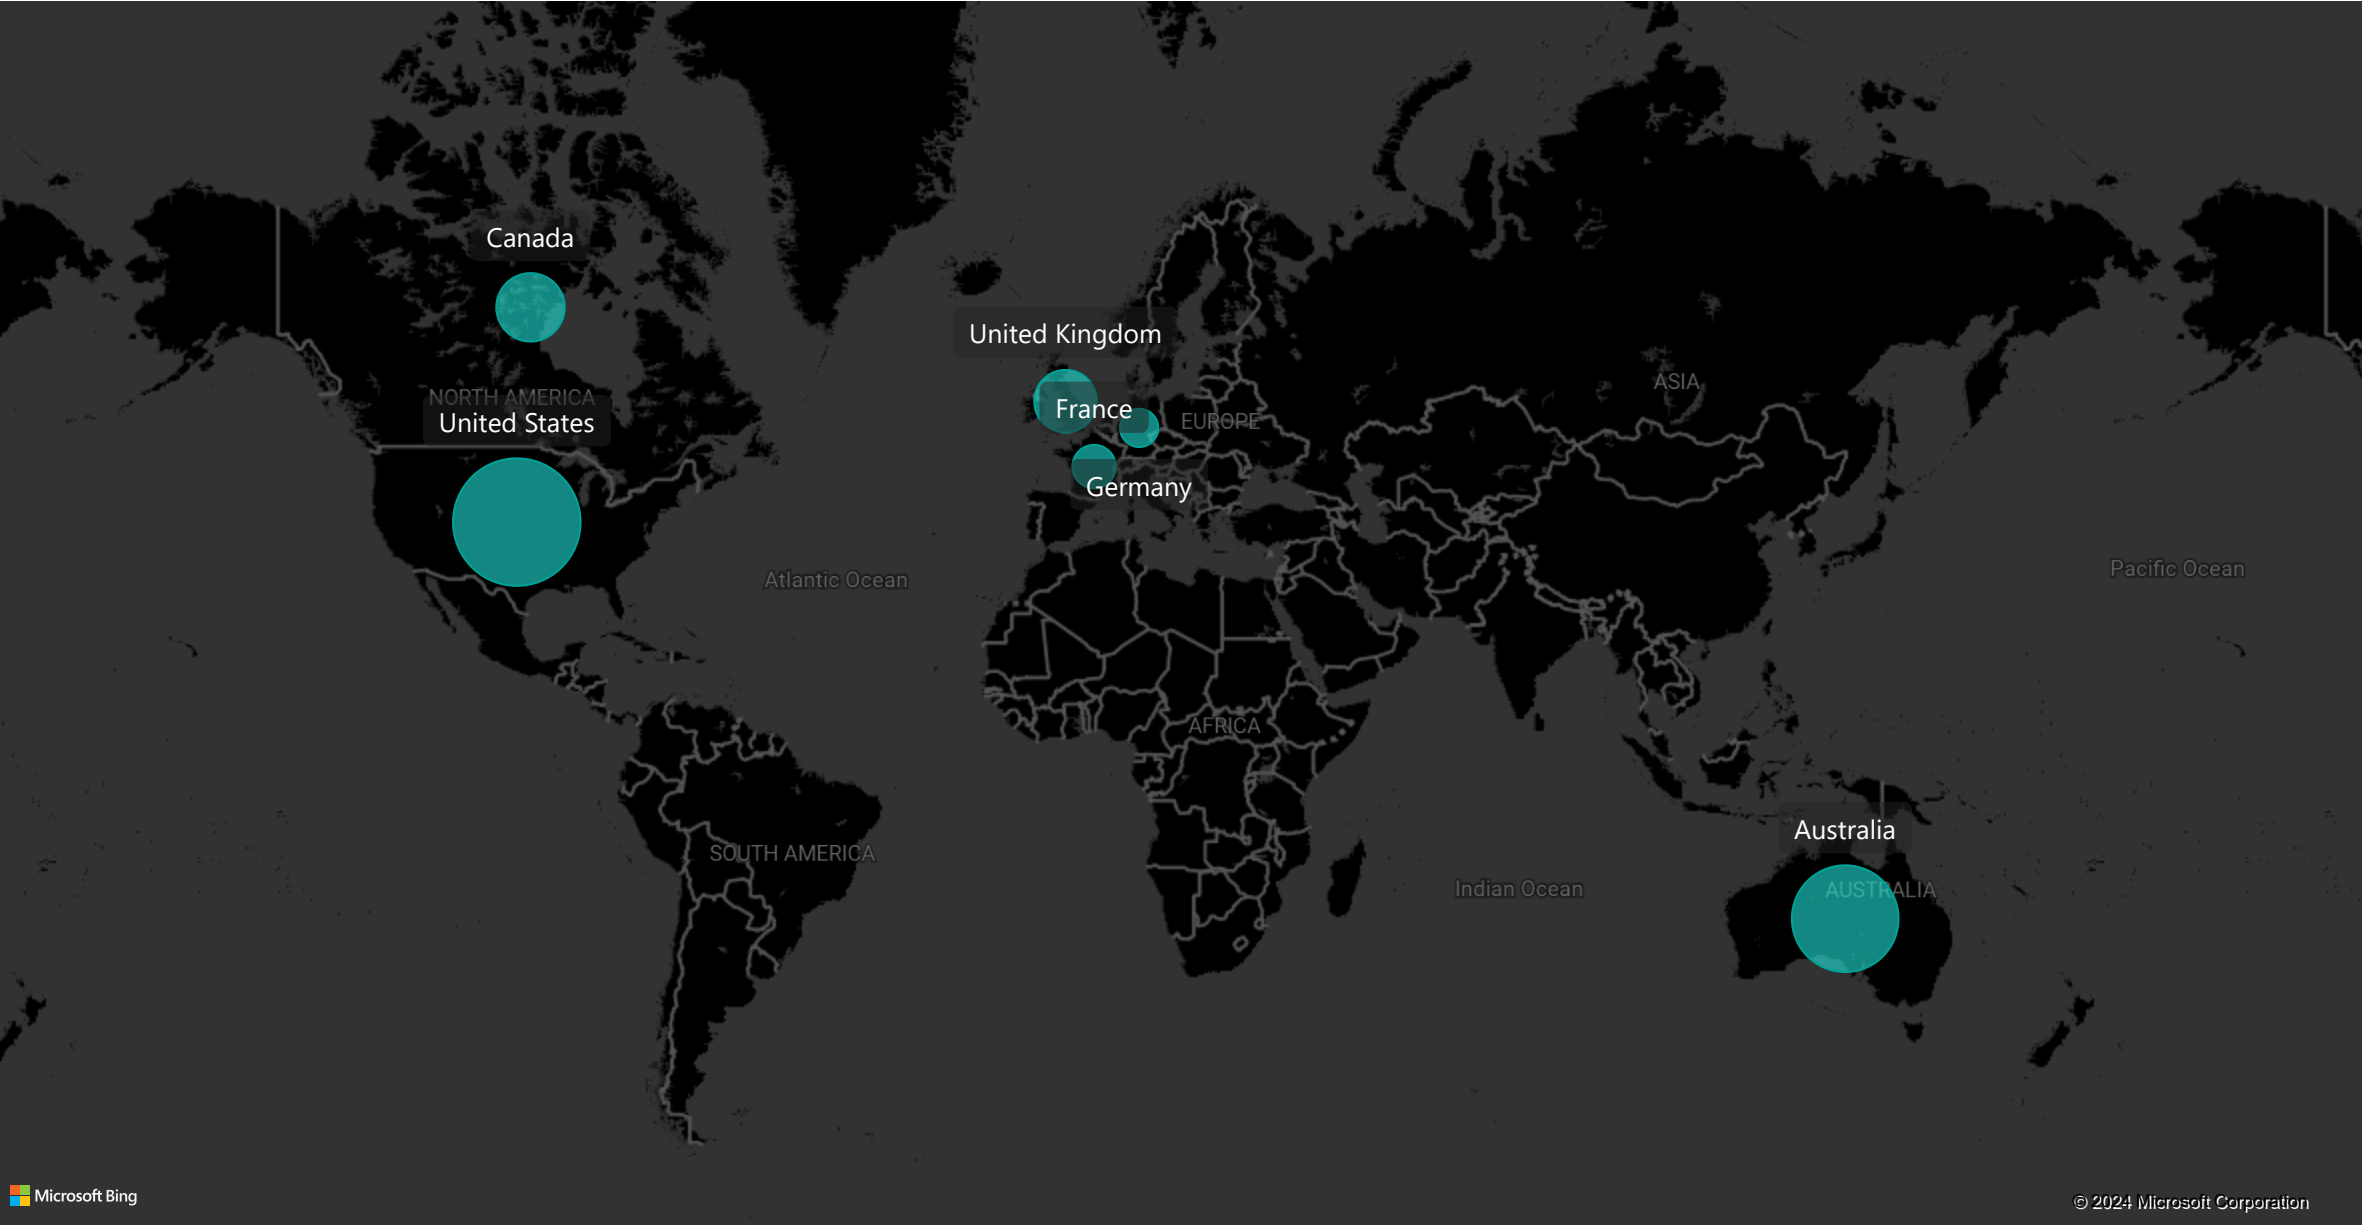 Canada
United Kingdom
ASIA
NORTH AMERICA
France
EUROPE
United States
Germany
Atlantic Ocean
Pacific Ocean
AFRICA
Australia
SOUTH AMERICA
Indian Ocean
AUSTRALIA
Microsoft Bing
© 2024 Microsoft Corporation